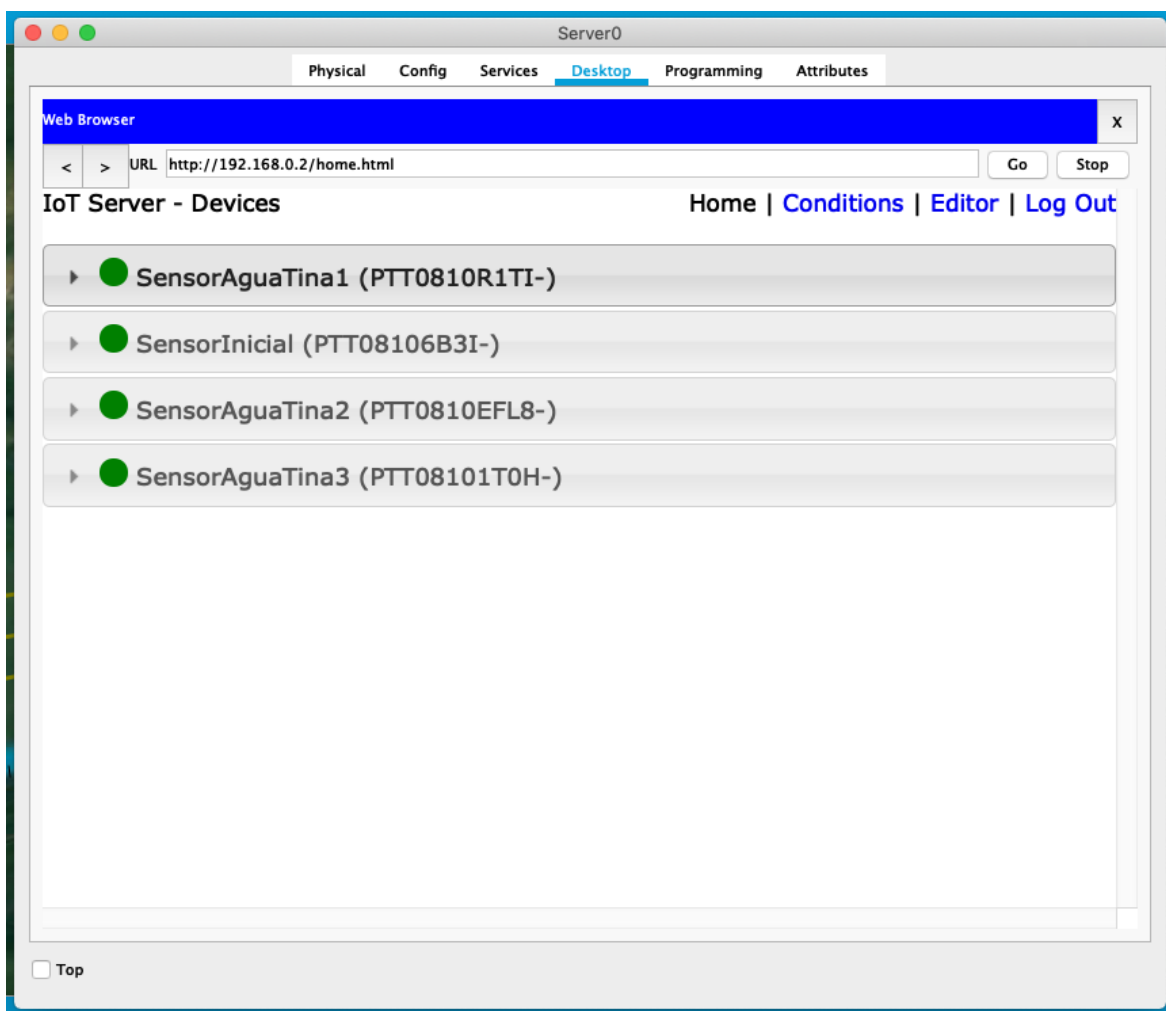 Server0
Physical Config Services Desktop Programming Attributes
Web Browser X
< > URL http://192.168.0.2/home.html Go Stop
IoT Server - Devices Home | Conditions | Editor | Log Out
SensorAguaTina1 (PTT0810R1TI-)
SensorInicial (PTT08106B3I-)
SensorAguaTina2 (PTT0810EFL8-)
SensorAguaTina3 (PTT08101T0H-)
Top